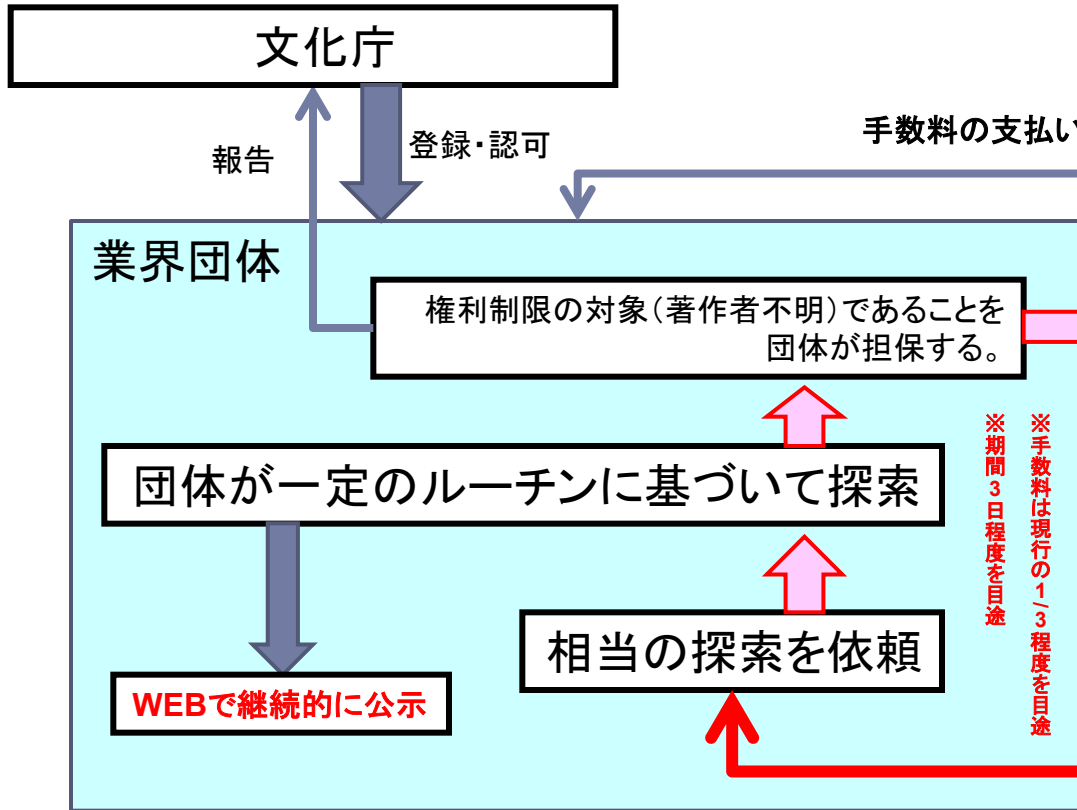 文化庁
報告
登録・認可
手数料の支払い
業界団体
権利制限の対象（著作者不明）であることを
団体が担保する。
団体が一定のルーチンに基づいて探索
※手数料は現行の1/3程度を目途
※期間3日程度を目途
相当の探索を依頼
WEBで継続的に公示